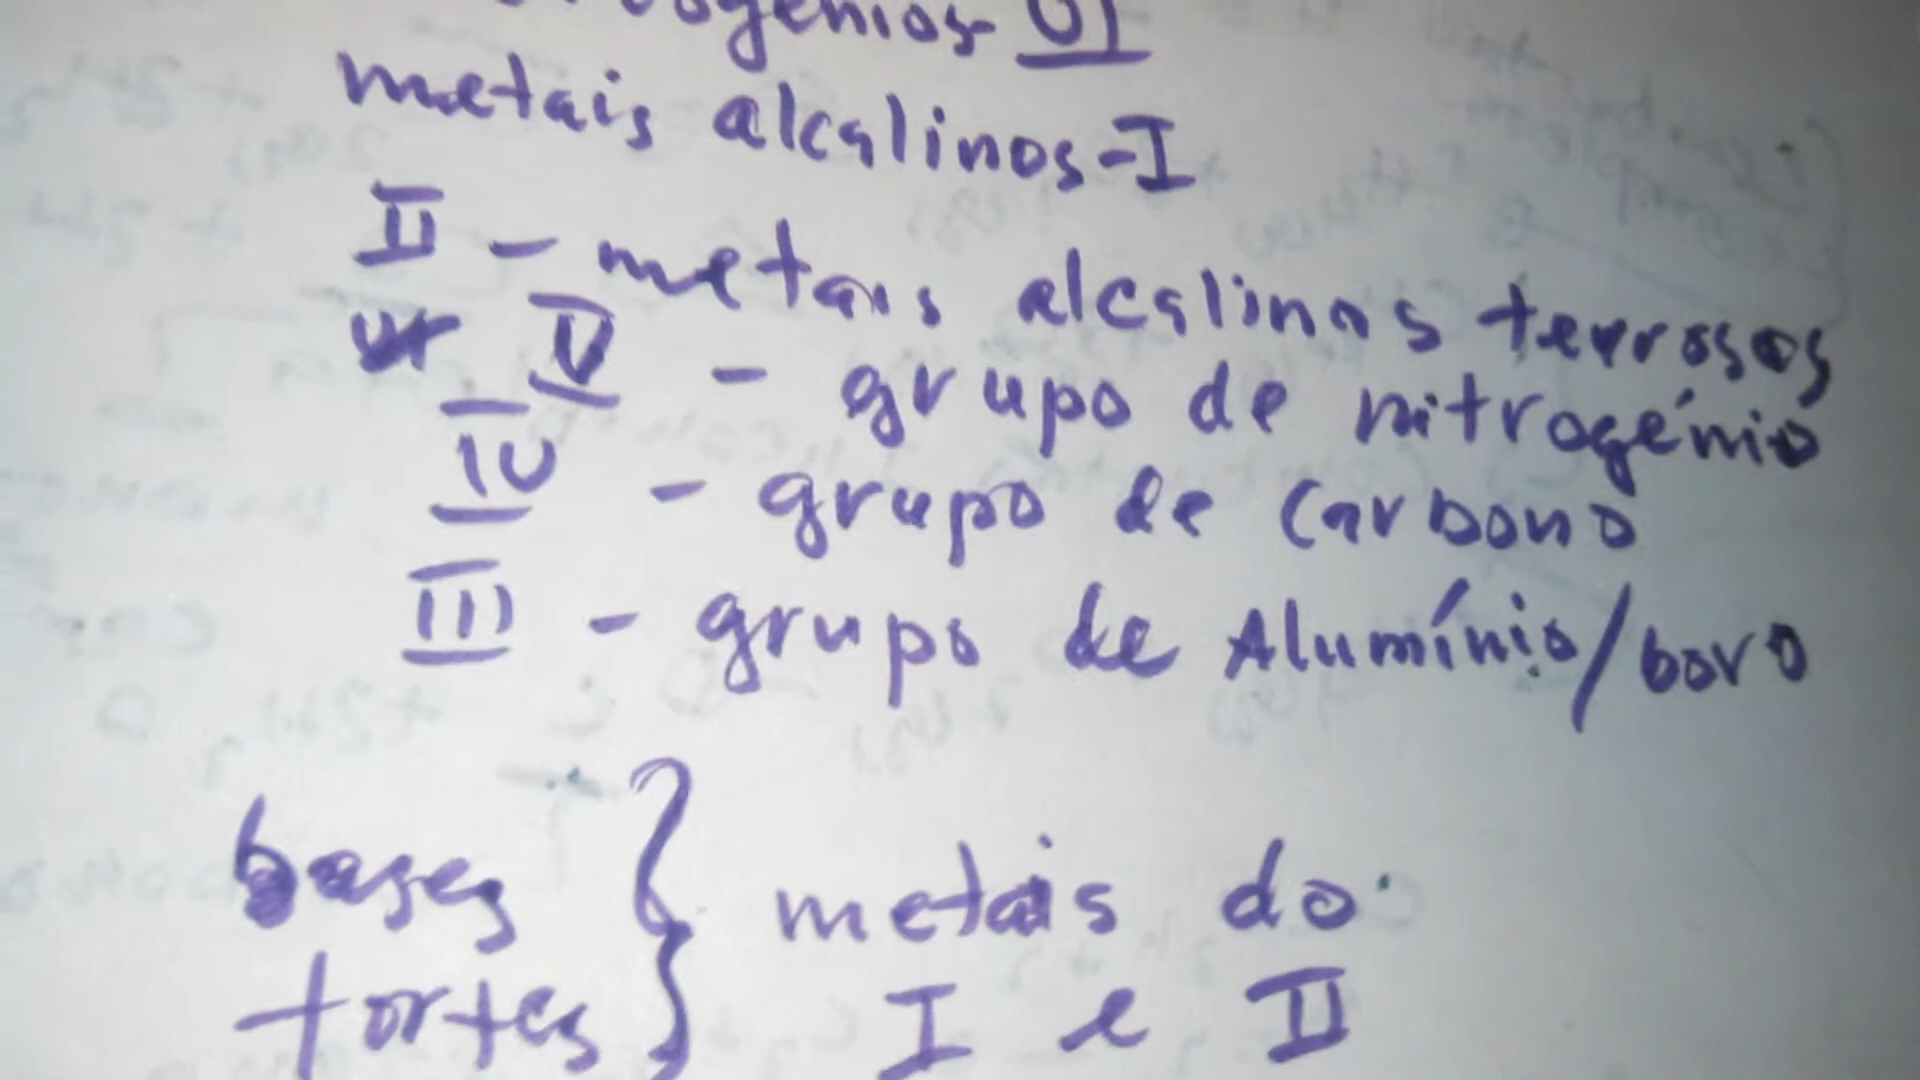 metais alcalinos-I
II - metais alcalinos terrosos
V - grupo de nitrogénio
IV - grupo de Carbono
III - grupo de Alumínio/boro
bases } metais do
fortes I e II